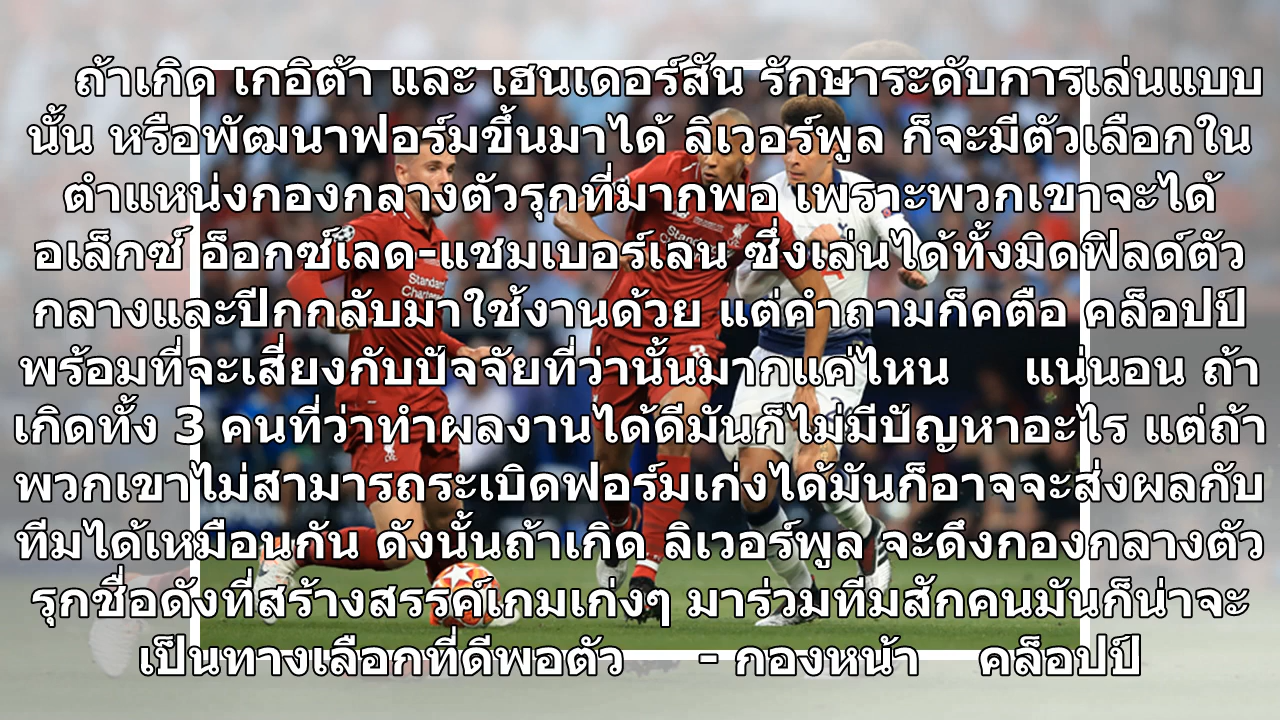 ถ้าเกิด เกอิต้า และ เฮนเดอร์สัน รักษาระดับการเล่นแบบ
นั้น หรือพัฒนาฟอร์มขึ้นมาได้ ลิเวอร์พูล ก็จะมีตัวเลือกใน
ตำแหน่งกองกลางตัวรุกที่มากพอ เพราะพวกเขาจะได้
อเล็กซ์ อ็อกซ์เลด-แชมเบอร์เลน ซึ่งเล่นได้ทั้งมิดฟิลด์ตัว
กลางและปีกกลับมาใช้งานด้วย แต่คำถามก็คตือ คล็อปป์
พร้อมที่จะเสี่ยงกับปัจจัยที่ว่านั้นมากแค่ไหน แน่นอน ถ้า
เกิดทั้ง 3 คนที่ว่าทำผลงานได้ดีมันก็ไม่มีปัญหาอะไร แต่ถ้า
พวกเขาไม่สามารถระเบิดฟอร์มเก่งได้มันก็อาจจะส่งผลกับ
ทีมได้เหมือนกัน ดังนั้นถ้าเกิด ลิเวอร์พูล จะดึงกองกลางตัว
รุกชื่อดังที่สร้างสรรค์เกมเก่งๆ มาร่วมทีมสักคนมันก็น่าจะ
เป็นทางเลือกที่ดีพอตัว - กองหน้า คล็อปป์
Standard
Charte
Standa
Chart